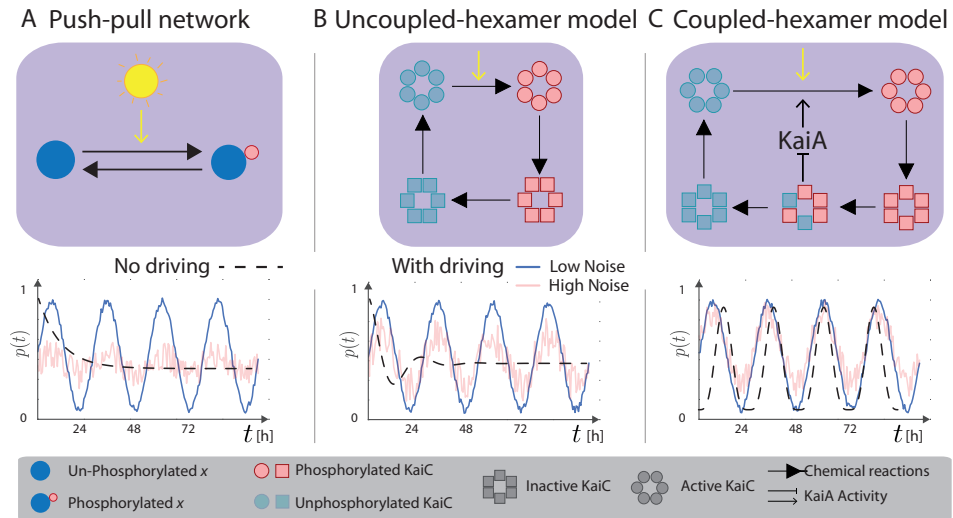 A Push-pull network
B Uncoupled-hexamer model
C Coupled-hexamer model
KaiA
No driving
With driving
Low Noise
High Noise
1
p(t)
0
24 48 72 t [h]
1
p(t)
0
24 48 72 t [h]
1
p(t)
0
24 48 72 t [h]
Un-Phosphorylated x
Phosphorylated x
Phosphorylated KaiC
Unphosphorylated KaiC
Inactive KaiC
Active KaiC
Chemical reactions
KaiA Activity